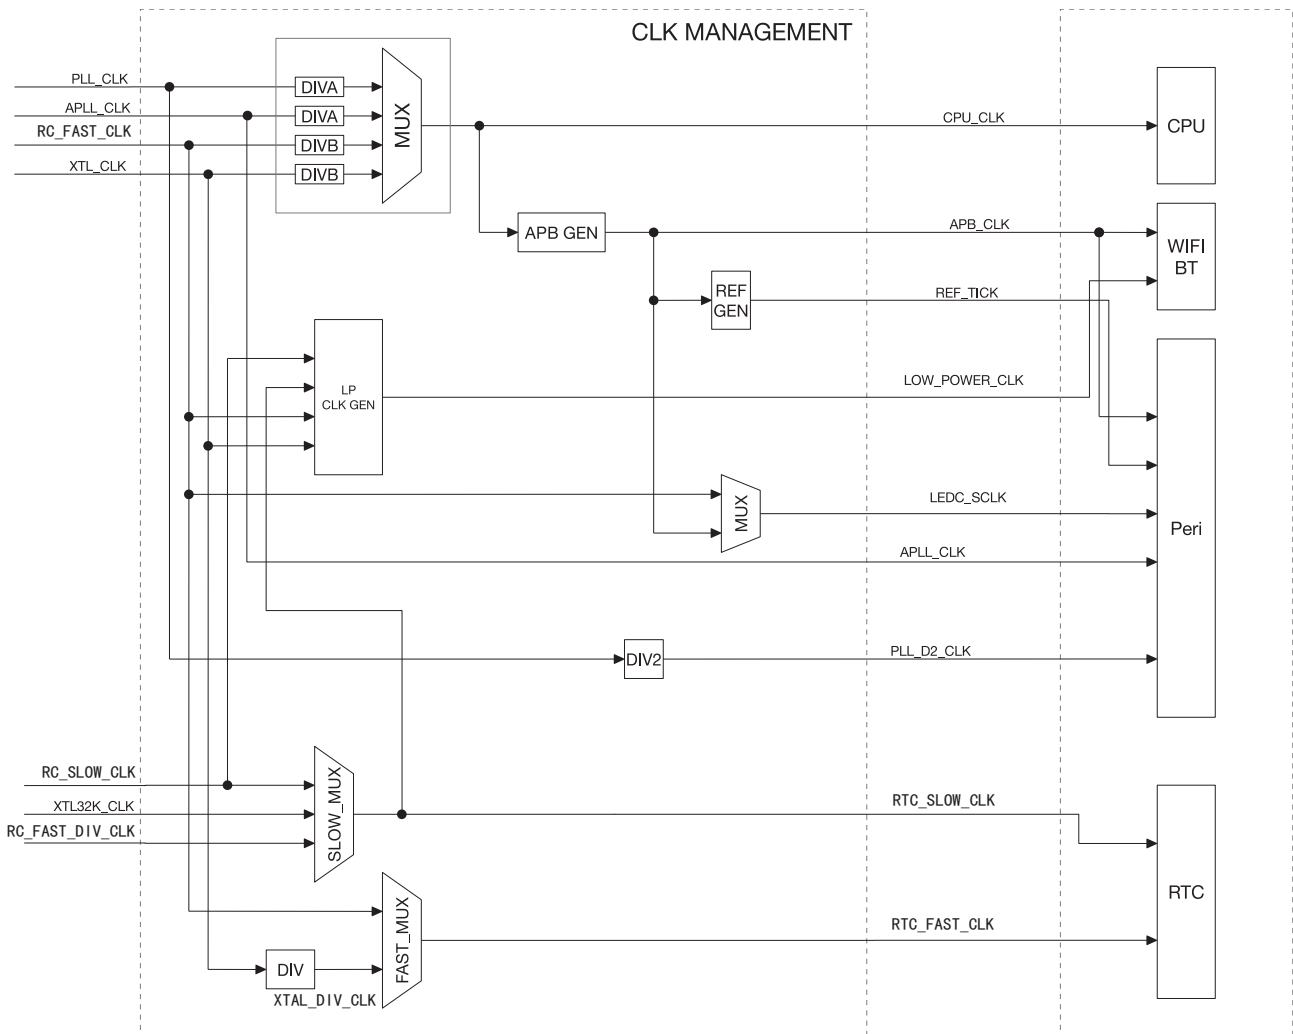 CLK MANAGEMENT
PLL_CLK
DIVA
APLL_CLK
DIVA
RC_FAST_CLK
DIVB
XTL_CLK
DIVB
MUX
CPU_CLK
CPU
APB GEN
APB_CLK
WIFI
BT
REF
GEN
REF_TICK
LP
CLK GEN
LOW_POWER_CLK
MUX
LEDC_SCLK
Peri
APLL_CLK
DIV2
PLL_D2_CLK
RC_SLOW_CLK
XTL32K_CLK
RC_FAST_DIV_CLK
SLOW_MUX
RTC_SLOW_CLK
RTC
FAST_MUX
RTC_FAST_CLK
DIV
XTAL_DIV_CLK